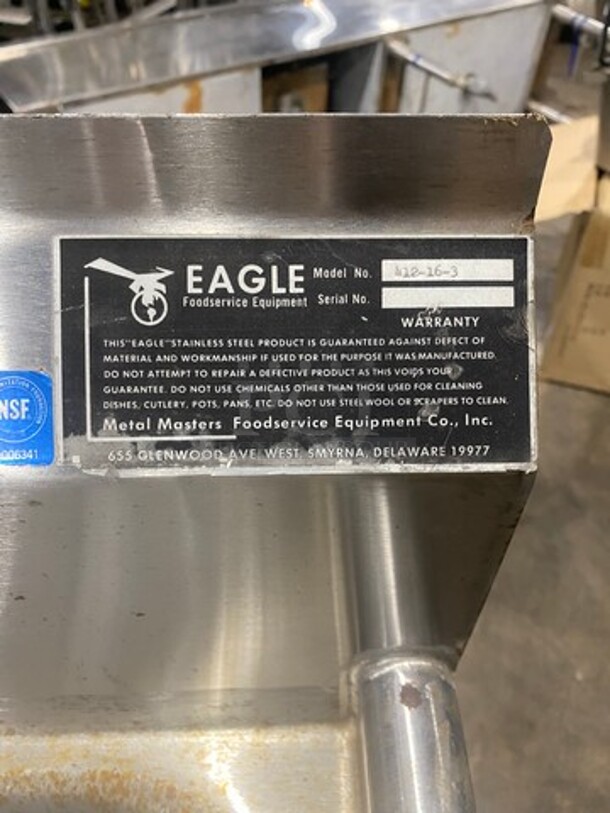 EAGLE
Foodservice Equipment
Model No. 412-16-3
Serial No.
WARRANTY
THIS "EAGLE" STAINLESS STEEL PRODUCT IS GUARANTEED AGAINST DEFECT OF
MATERIAL AND WORKMANSHIP IF USED FOR THE PURPOSE IT WAS MANUFACTURED.
DO NOT ATTEMPT TO REPAIR A DEFECTIVE PRODUCT AS THIS VOIDS YOUR
GUARANTEE. DO NOT USE CHEMICALS OTHER THAN THOSE USED FOR CLEANING
DISHES, CUTLERY, POTS, PANS, ETC. DO NOT USE STEEL WOOL OR SCRAPERS TO CLEAN.
Metal Masters Foodservice Equipment Co., Inc.
655 GLENWOOD AVE. WEST, SMYRNA, DELAWARE 19977
NSF
006341